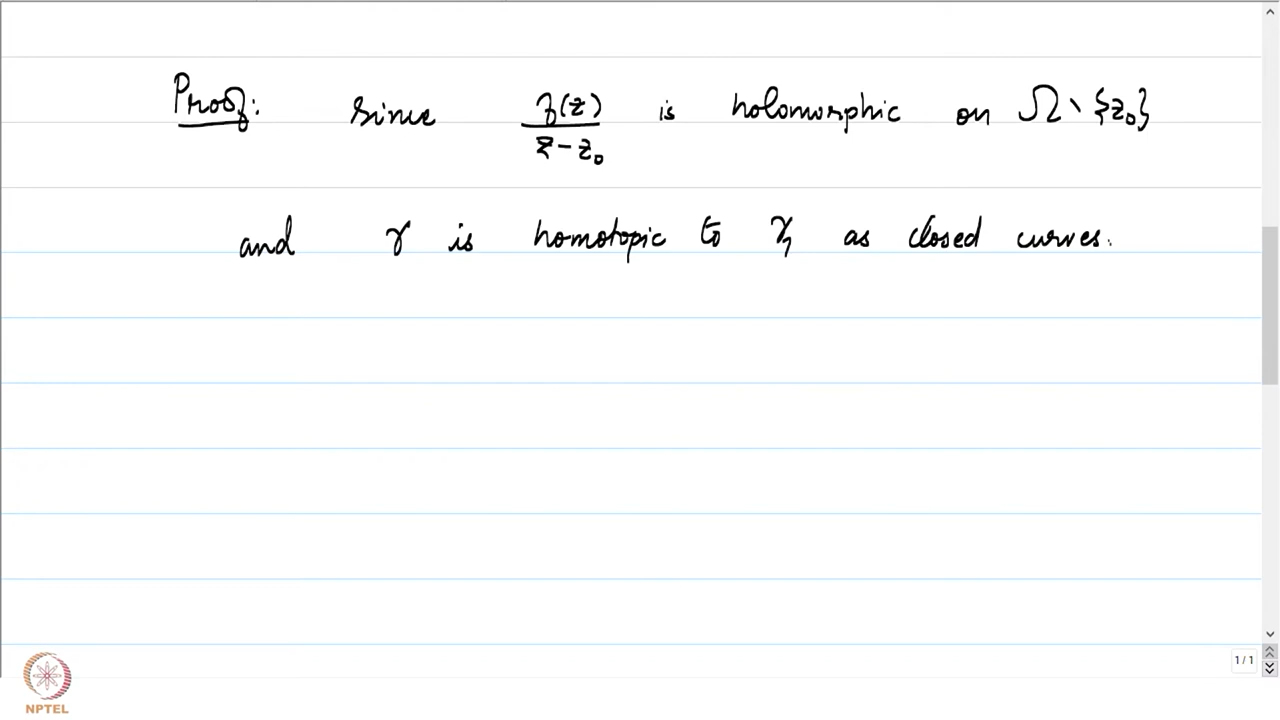 Proof: since f(z)/(z - z₀) is holomorphic on Ω \ {z₀}
and γ is homotopic to γ₁ as closed curves.
1 / 1
NPTEL